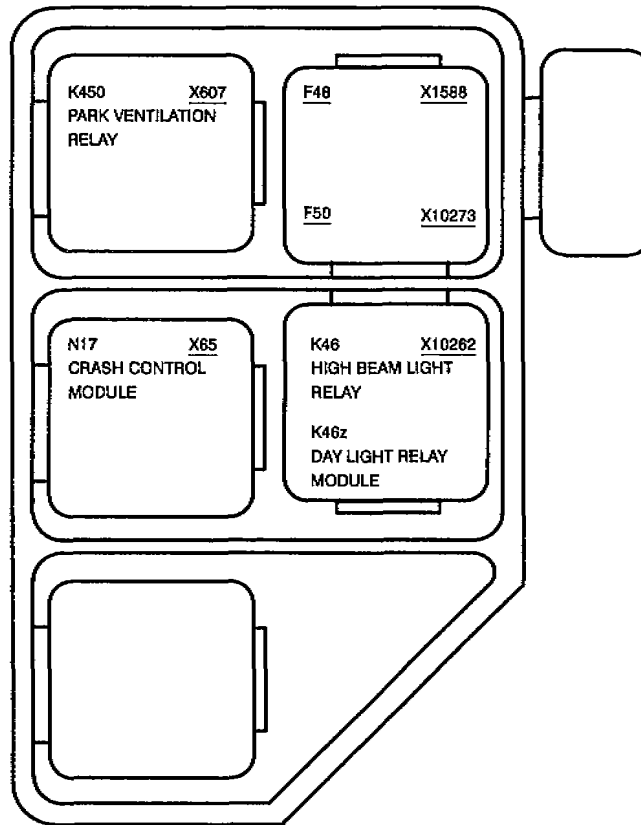 K450 X607
PARK VENTILATION
RELAY
F48 X1588
F50 X10273
N17 X65
CRASH CONTROL
MODULE
K46 X10262
HIGH BEAM LIGHT
RELAY
K46z
DAY LIGHT RELAY
MODULE